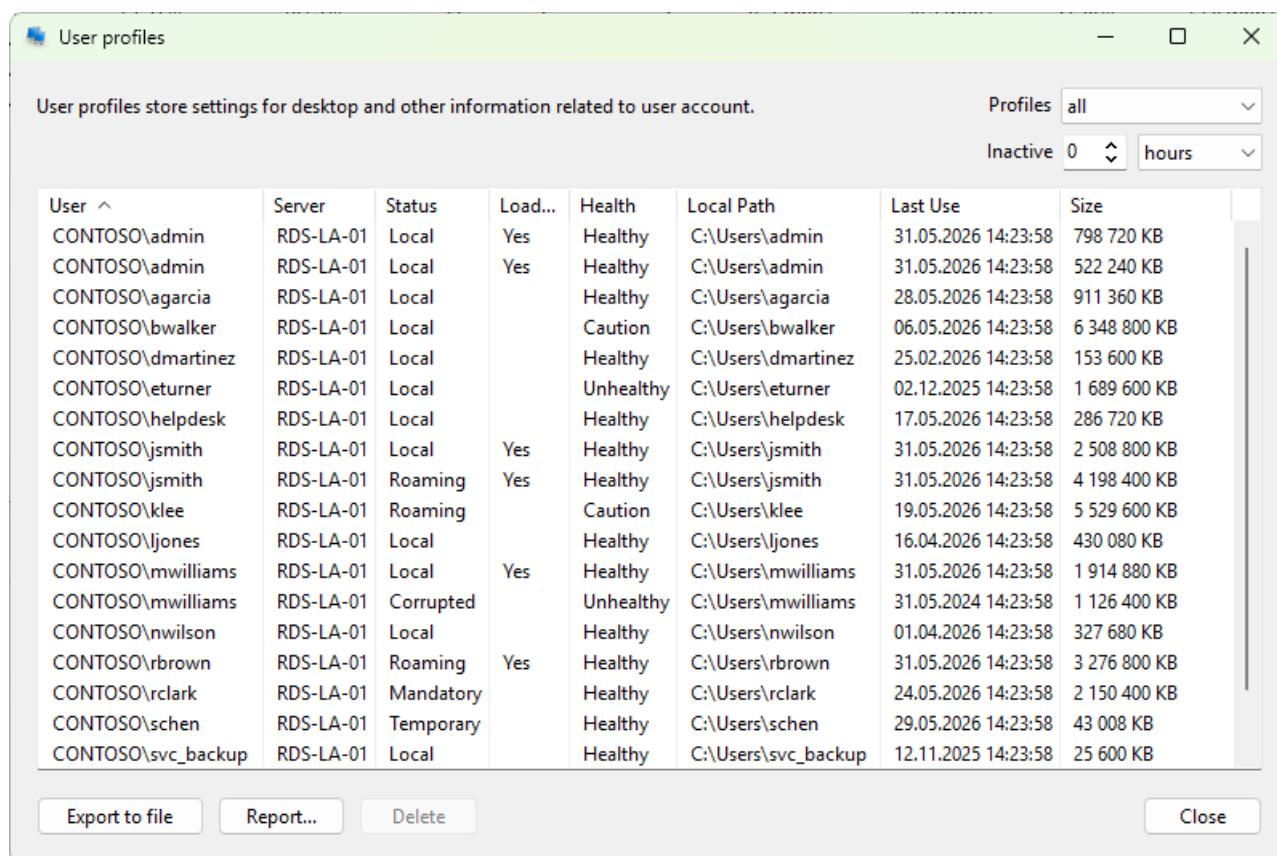 User profiles
User profiles store settings for desktop and other information related to user account.
Profiles all
Inactive 0 hours
User Server Status Load... Health Local Path Last Use Size
CONTOSO\admin RDS-LA-01 Local Yes Healthy C:\Users\admin 31.05.2026 14:23:58 798 720 KB
CONTOSO\admin RDS-LA-01 Local Yes Healthy C:\Users\admin 31.05.2026 14:23:58 522 240 KB
CONTOSO\agarcia RDS-LA-01 Local Healthy C:\Users\agarcia 28.05.2026 14:23:58 911 360 KB
CONTOSO\bwalker RDS-LA-01 Local Caution C:\Users\bwalker 06.05.2026 14:23:58 6 348 800 KB
CONTOSO\dmartinez RDS-LA-01 Local Healthy C:\Users\dmartinez 25.02.2026 14:23:58 153 600 KB
CONTOSO\eturner RDS-LA-01 Local Unhealthy C:\Users\eturner 02.12.2025 14:23:58 1 689 600 KB
CONTOSO\helpdesk RDS-LA-01 Local Healthy C:\Users\helpdesk 17.05.2026 14:23:58 286 720 KB
CONTOSO\jsmith RDS-LA-01 Local Yes Healthy C:\Users\jsmith 31.05.2026 14:23:58 2 508 800 KB
CONTOSO\jsmith RDS-LA-01 Roaming Yes Healthy C:\Users\jsmith 31.05.2026 14:23:58 4 198 400 KB
CONTOSO\klee RDS-LA-01 Roaming Caution C:\Users\klee 19.05.2026 14:23:58 5 529 600 KB
CONTOSO\ljones RDS-LA-01 Local Healthy C:\Users\ljones 16.04.2026 14:23:58 430 080 KB
CONTOSO\mwilliams RDS-LA-01 Local Yes Healthy C:\Users\mwilliams 31.05.2026 14:23:58 1 914 880 KB
CONTOSO\mwilliams RDS-LA-01 Corrupted Unhealthy C:\Users\mwilliams 31.05.2024 14:23:58 1 126 400 KB
CONTOSO\nwilson RDS-LA-01 Local Healthy C:\Users\nwilson 01.04.2026 14:23:58 327 680 KB
CONTOSO\rbrown RDS-LA-01 Roaming Yes Healthy C:\Users\rbrown 31.05.2026 14:23:58 3 276 800 KB
CONTOSO\rclark RDS-LA-01 Mandatory Healthy C:\Users\rclark 24.05.2026 14:23:58 2 150 400 KB
CONTOSO\schen RDS-LA-01 Temporary Healthy C:\Users\schen 29.05.2026 14:23:58 43 008 KB
CONTOSO\svc_backup RDS-LA-01 Local Healthy C:\Users\svc_backup 12.11.2025 14:23:58 25 600 KB
Export to file Report... Delete Close